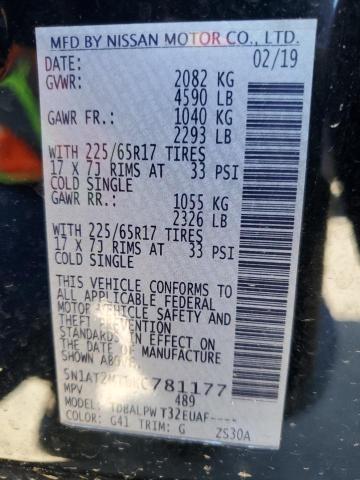 MFD BY NISSAN MOTOR CO., LTD.
DATE: 02/19
GVWR: 2082 KG
4590 LB
GAWR FR.: 1040 KG
2293 LB
WITH 225/65R17 TIRES
17 X 7J RIMS AT 33 PSI
COLD SINGLE
GAWR RR.: 1055 KG
2326 LB
WITH 225/65R17 TIRES
17 X 7J RIMS AT 33 PSI
COLD SINGLE
THIS VEHICLE CONFORMS TO
ALL APPLICABLE FEDERAL
MOTOR VEHICLE SAFETY AND
THEFT PREVENTION
STANDARDS IN EFFECT ON
THE DATE OF MANUFACTURE
SHOWN ABOVE.
781177
MPV 489
MODEL: T32EUAF----
COLOR: G41 TRIM: G ZS30A